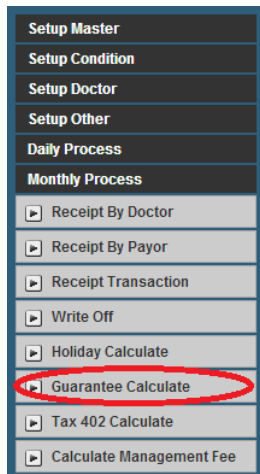 Setup Master
Setup Condition
Setup Doctor
Setup Other
Daily Process
Monthly Process
Receipt By Doctor
Receipt By Payor
Receipt Transaction
Write Off
Holiday Calculate
Guarantee Calculate
Tax 402 Calculate
Calculate Management Fee